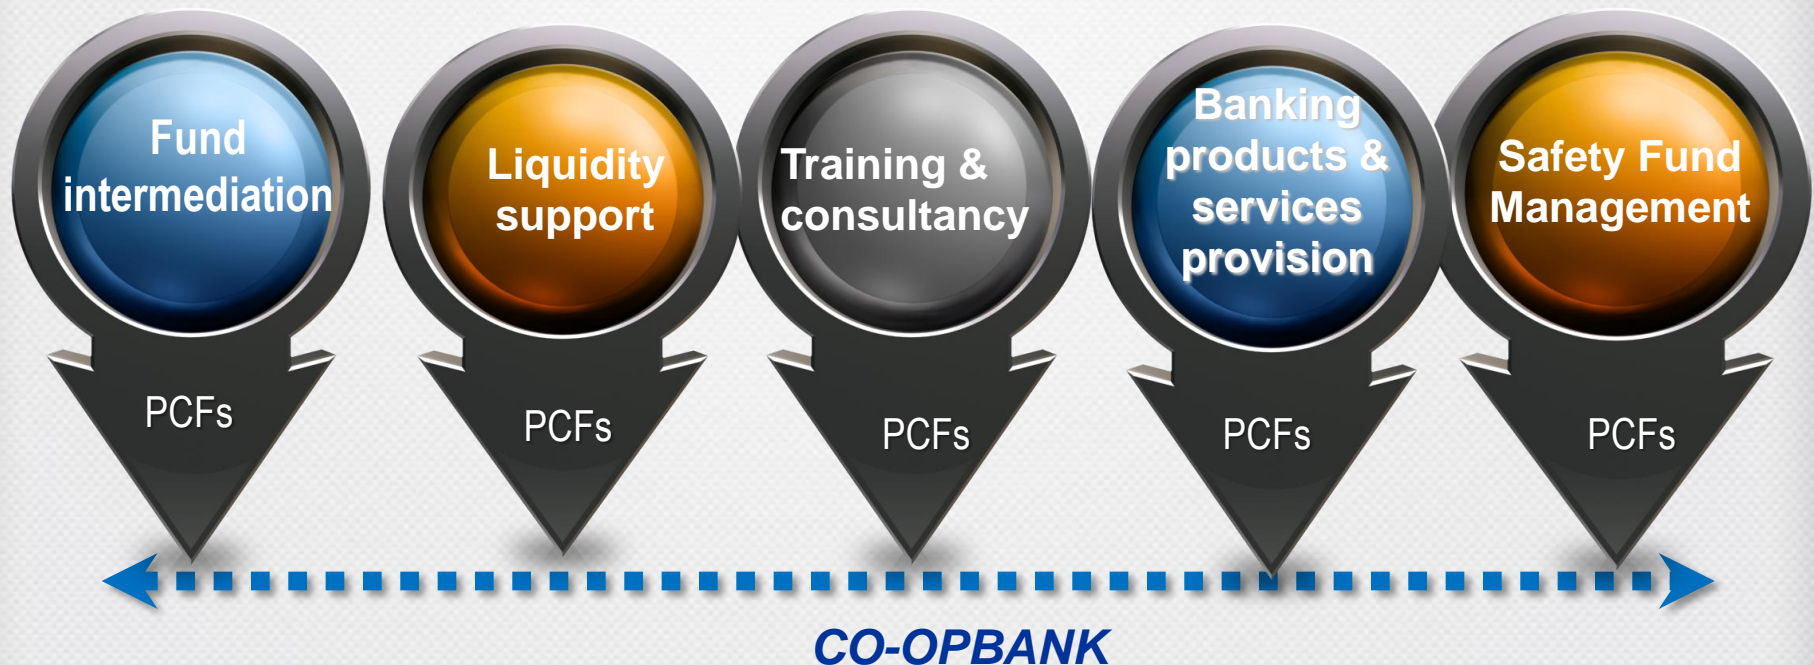 Fund
intermediation
Liquidity
support
Training &
consultancy
Banking
products &
services
provision
Safety Fund
Management
PCFs
PCFs
PCFs
PCFs
PCFs
CO-OPBANK